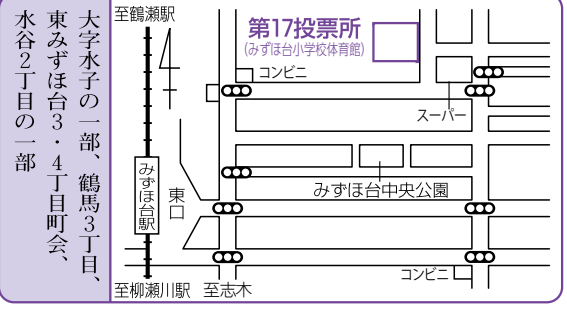 大字水子の一部、鶴馬３丁目、
東みずほ台３・４丁目町会、
水谷２丁目の一部
至鶴瀬駅
第17投票所
(みずほ台小学校体育館)
コンビニ
スーパー
みずほ台駅
東口
みずほ台中央公園
コンビニ
至柳瀬川駅
至志木